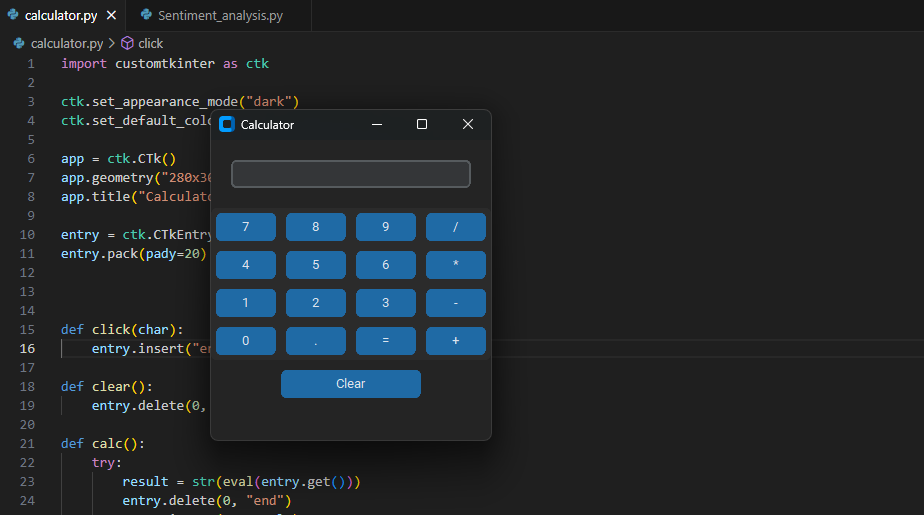 calculator.py
Sentiment_analysis.py
calculator.py > click
1 import customtkinter as ctk
2
3 ctk.set_appearance_mode("dark")
4 ctk.set_default_colo
5
6 app = ctk.CTk()
7 app.geometry("280x3
8 app.title("Calculat
9
10 entry = ctk.CTkEntry
11 entry.pack(pady=20)
12
13
14
15 def click(char):
16 entry.insert("e
17
18 def clear():
19 entry.delete(0,
20
21 def calc():
22 try:
23 result = str(eval(entry.get()))
24 entry.delete(0, "end")
Calculator
7 8 9 /
4 5 6 *
1 2 3 -
0 . = +
Clear